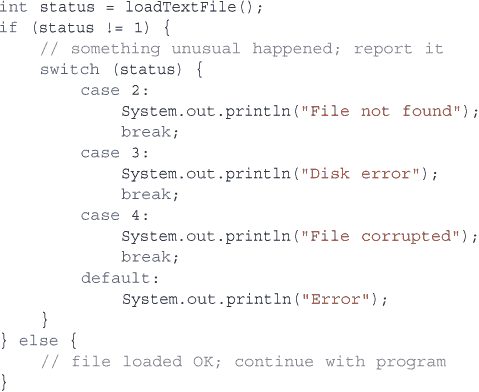 int status = loadTextFile();
if (status != 1) {
    // something unusual happened; report it
    switch (status) {
        case 2:
            System.out.println("File not found");
            break;
        case 3:
            System.out.println("Disk error");
            break;
        case 4:
            System.out.println("File corrupted");
            break;
        default:
            System.out.println("Error");
    }
} else {
    // file loaded OK; continue with program
}